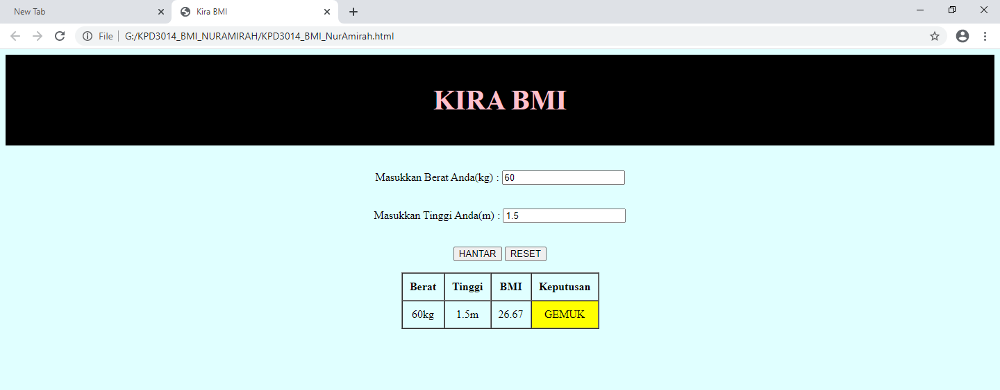 New Tab
Kira BMI
File
G:/KPD3014_BMI_NURAMIRAH/KPD3014_BMI_NurAmirah.html
KIRA BMI
Masukkan Berat Anda(kg) : 60
Masukkan Tinggi Anda(m) : 1.5
HANTAR RESET
Berat Tinggi BMI Keputusan
60kg 1.5m 26.67 GEMUK